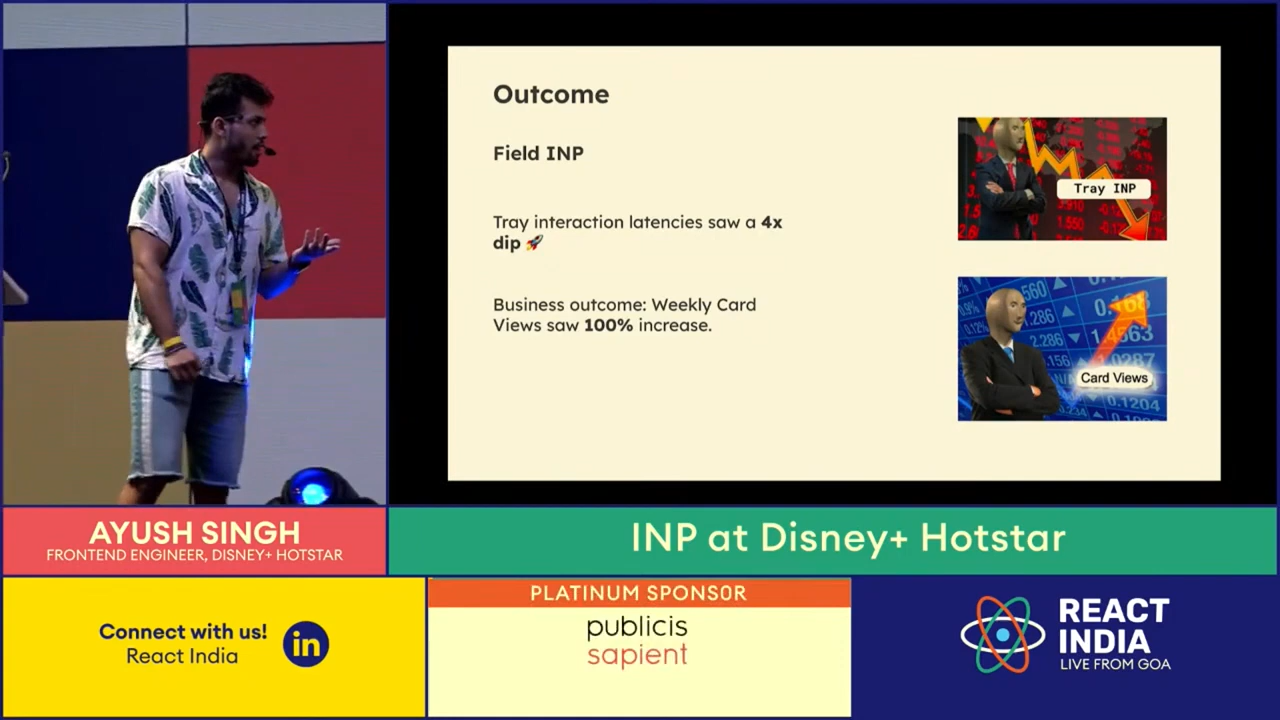 Outcome
Field INP
Tray interaction latencies saw a 4x
dip 🚀
Business outcome: Weekly Card
Views saw 100% increase.
Tray INP
Card Views
AYUSH SINGH
FRONTEND ENGINEER, DISNEY+ HOTSTAR
INP at Disney+ Hotstar
Connect with us!
React India
in
PLATINUM SPONSOR
publicis
sapient
REACT
INDIA
LIVE FROM GOA